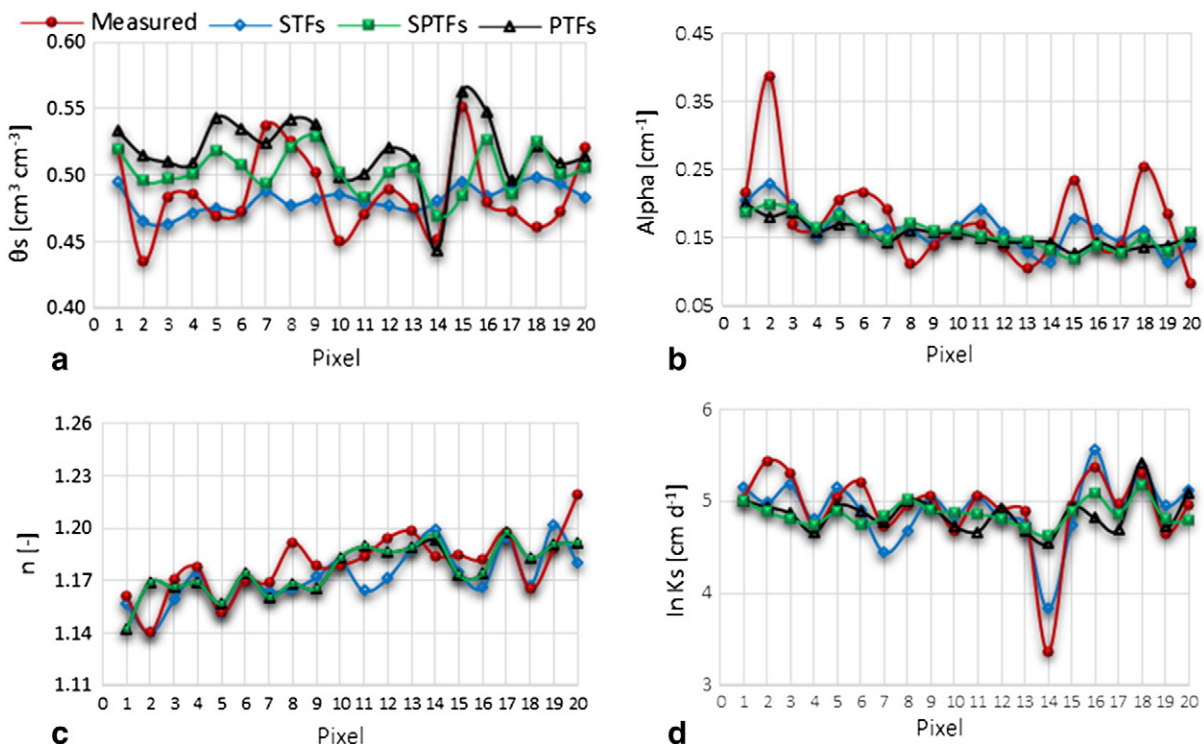 Measured STFs SPTFs PTFs
θs [cm³ cm⁻³]
0.60
0.55
0.50
0.45
0.40
0 1 2 3 4 5 6 7 8 9 10 11 12 13 14 15 16 17 18 19 20
Pixel
a
Alpha [cm⁻¹]
0.45
0.35
0.25
0.15
0.05
0 1 2 3 4 5 6 7 8 9 10 11 12 13 14 15 16 17 18 19 20
Pixel
b
n [-]
1.26
1.23
1.20
1.17
1.14
1.11
0 1 2 3 4 5 6 7 8 9 10 11 12 13 14 15 16 17 18 19 20
Pixel
c
ln Ks [cm d⁻¹]
6
5
4
3
0 1 2 3 4 5 6 7 8 9 10 11 12 13 14 15 16 17 18 19 20
Pixel
d